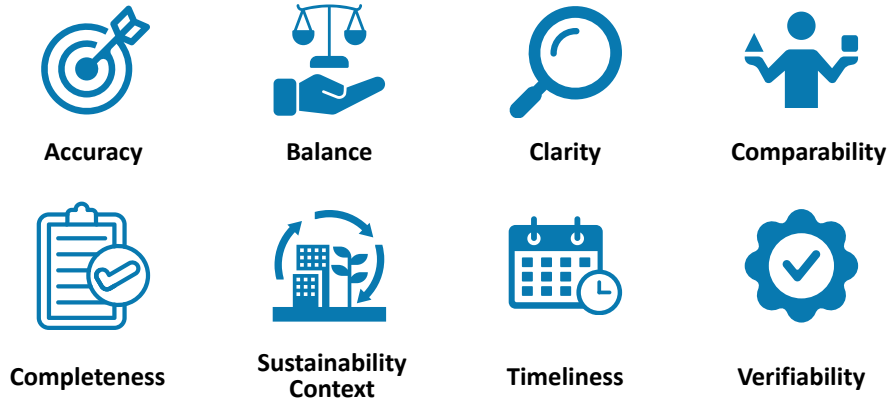 Accuracy
Balance
Clarity
Comparability
Completeness
Sustainability
Context
Timeliness
Verifiability